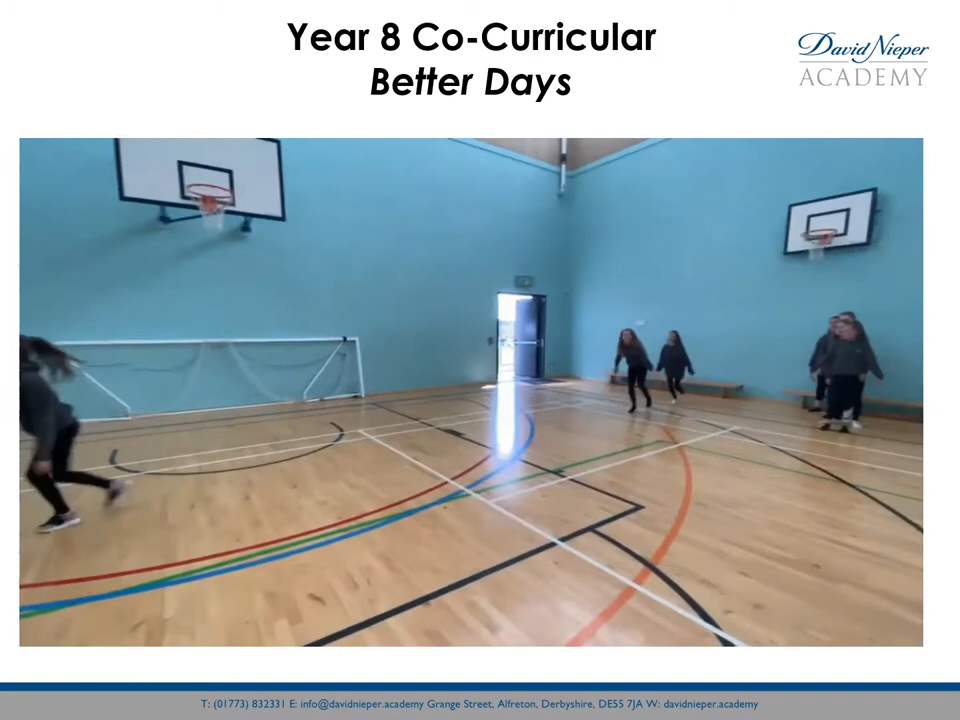 Year 8 Co-Curricular
Better Days
David Nieper
ACADEMY
T: (01773) 832331 E: info@davidnieper.academy Grange Street, Alfreton, Derbyshire, DE55 7JA W: davidnieper.academy